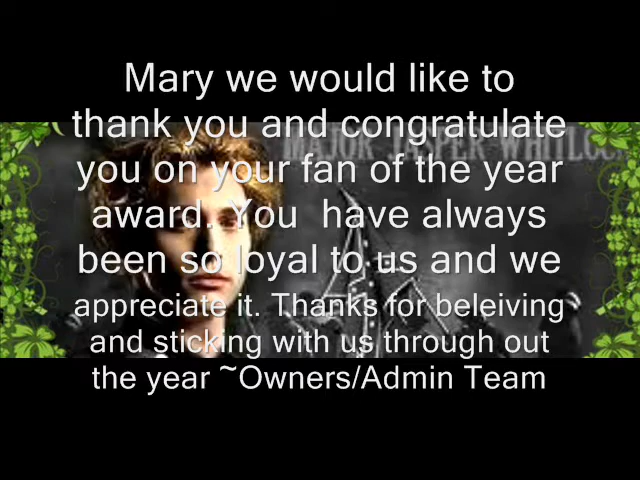 Mary we would like to
thank you and congratulate
MAJOR JASPER WHITLOCK
you on your fan of the year
award. You  have always
been so loyal to us and we
appreciate it. Thanks for beleiving
and sticking with us through out
the year ~Owners/Admin Team